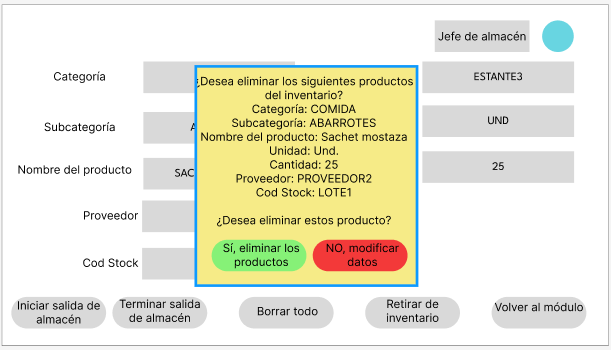 Jefe de almacén
Categoría
ESTANTE3
Subcategoría
A
UND
Nombre del producto
SAC
25
Proveedor
Cod Stock
¿Desea eliminar los siguientes productos
del inventario?
Categoría: COMIDA
Subcategoría: ABARROTES
Nombre del producto: Sachet mostaza
Unidad: Und.
Cantidad: 25
Proveedor: PROVEEDOR2
Cod Stock: LOTE1
¿Desea eliminar estos producto?
Sí, eliminar los
productos
NO, modificar
datos
Iniciar salida de
almacén
Terminar salida
de almacén
Borrar todo
Retirar de
inventario
Volver al módulo